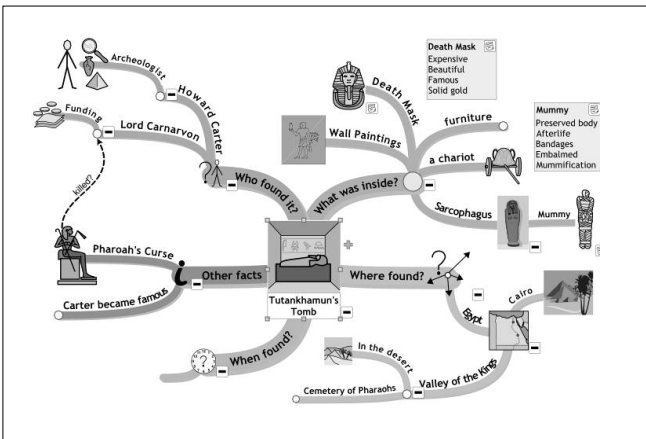 Archeologist
Howard Carter
Funding
Lord Carnarvon
killed?
Who found it?
Death Mask
Wall Paintings
What was inside?
furniture
a chariot
Sarcophagus
Mummy
Death Mask
Expensive
Beautiful
Famous
Solid gold
Mummy
Preserved body
Afterlife
Bandages
Embalmed
Mummification
Pharoah's Curse
Other facts
Carter became famous
Tutankhamun's
Tomb
Where found?
Egypt
Cairo
Valley of the Kings
In the desert
Cemetery of Pharaohs
When found?